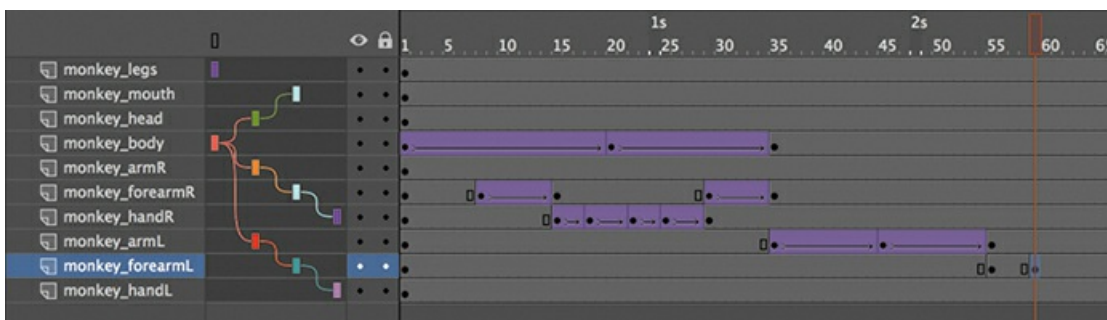 1s 2s
1 5 10 15 20 25 30 35 40 45 50 55 60 6
monkey_legs
monkey_mouth
monkey_head
monkey_body
monkey_armR
monkey_forearmR
monkey_handR
monkey_armL
monkey_forearmL
monkey_handL